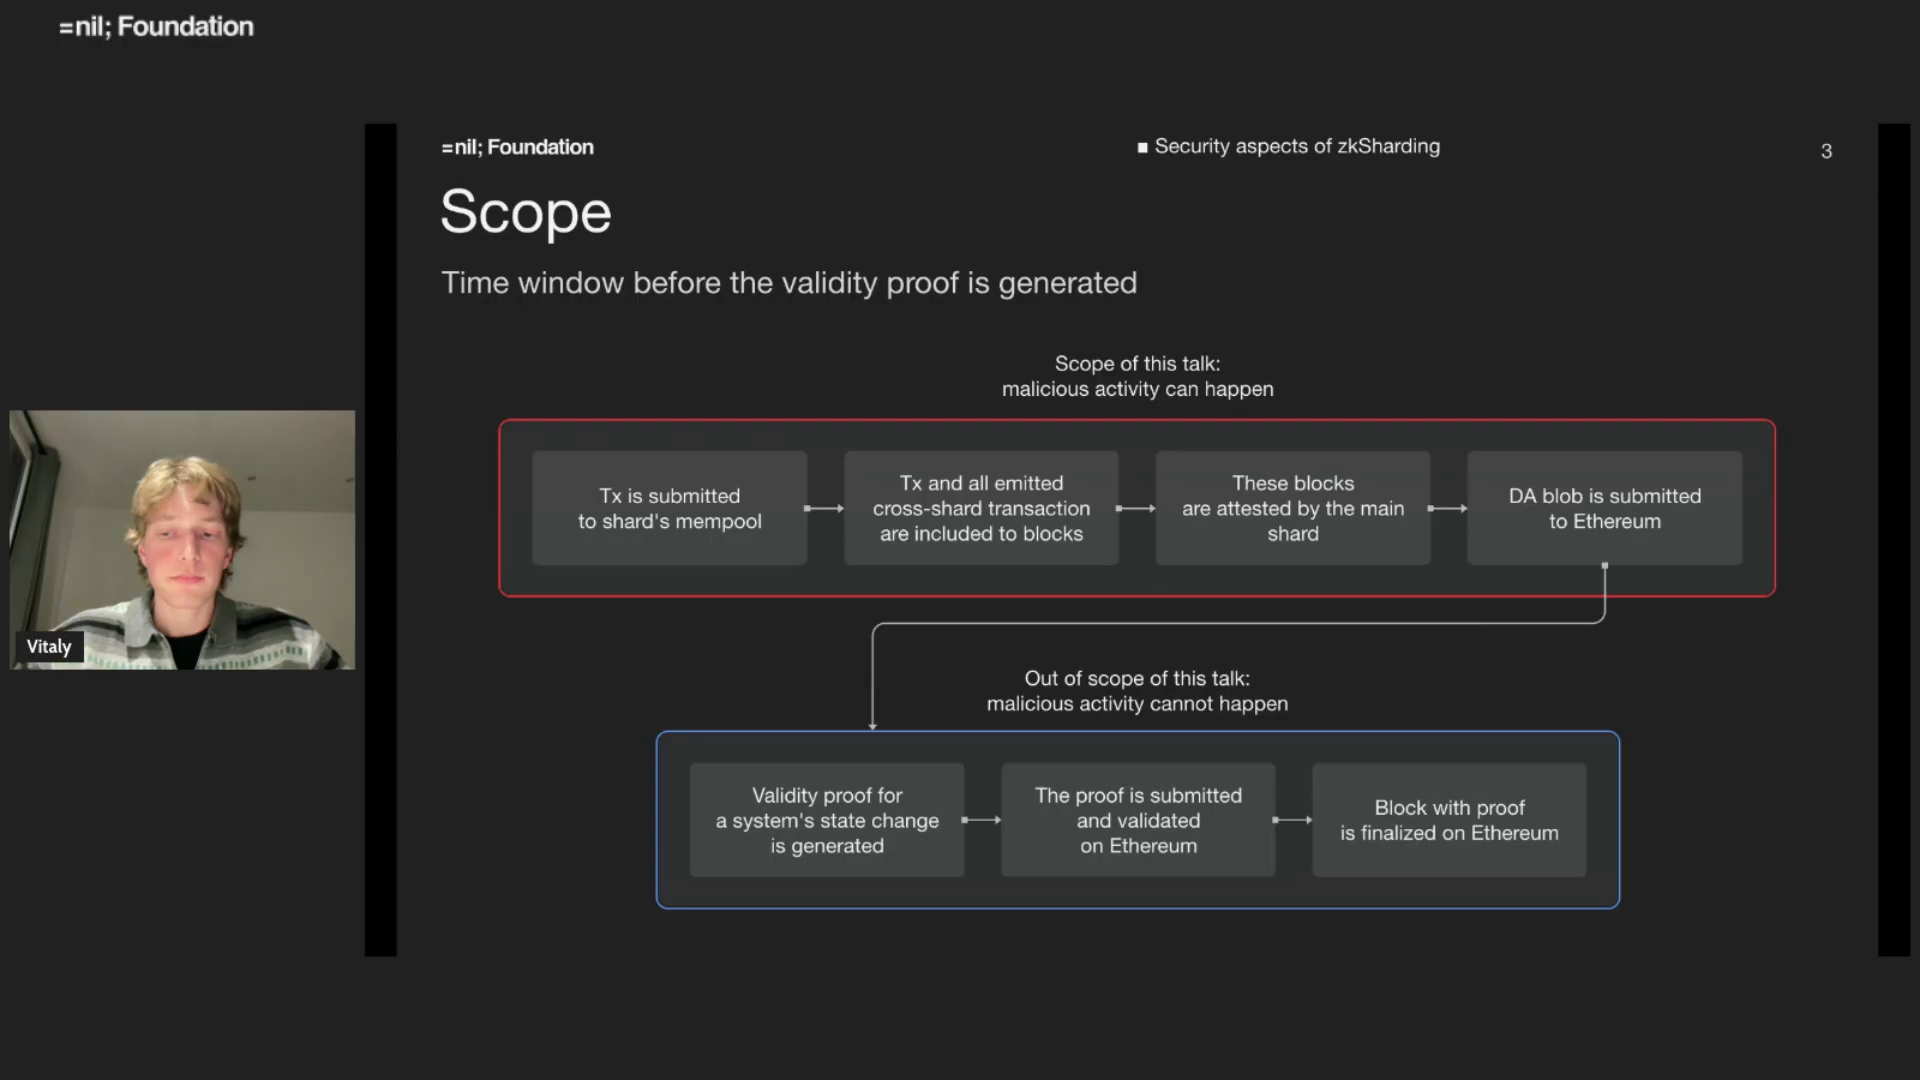 =nil; Foundation
=nil; Foundation
Security aspects of zkSharding
3
Scope
Time window before the validity proof is generated
Scope of this talk:
malicious activity can happen
Tx is submitted
to shard's mempool
Tx and all emitted
cross-shard transaction
are included to blocks
These blocks
are attested by the main
shard
DA blob is submitted
to Ethereum
Vitaly
Out of scope of this talk:
malicious activity cannot happen
Validity proof for
a system's state change
is generated
The proof is submitted
and validated
on Ethereum
Block with proof
is finalized on Ethereum